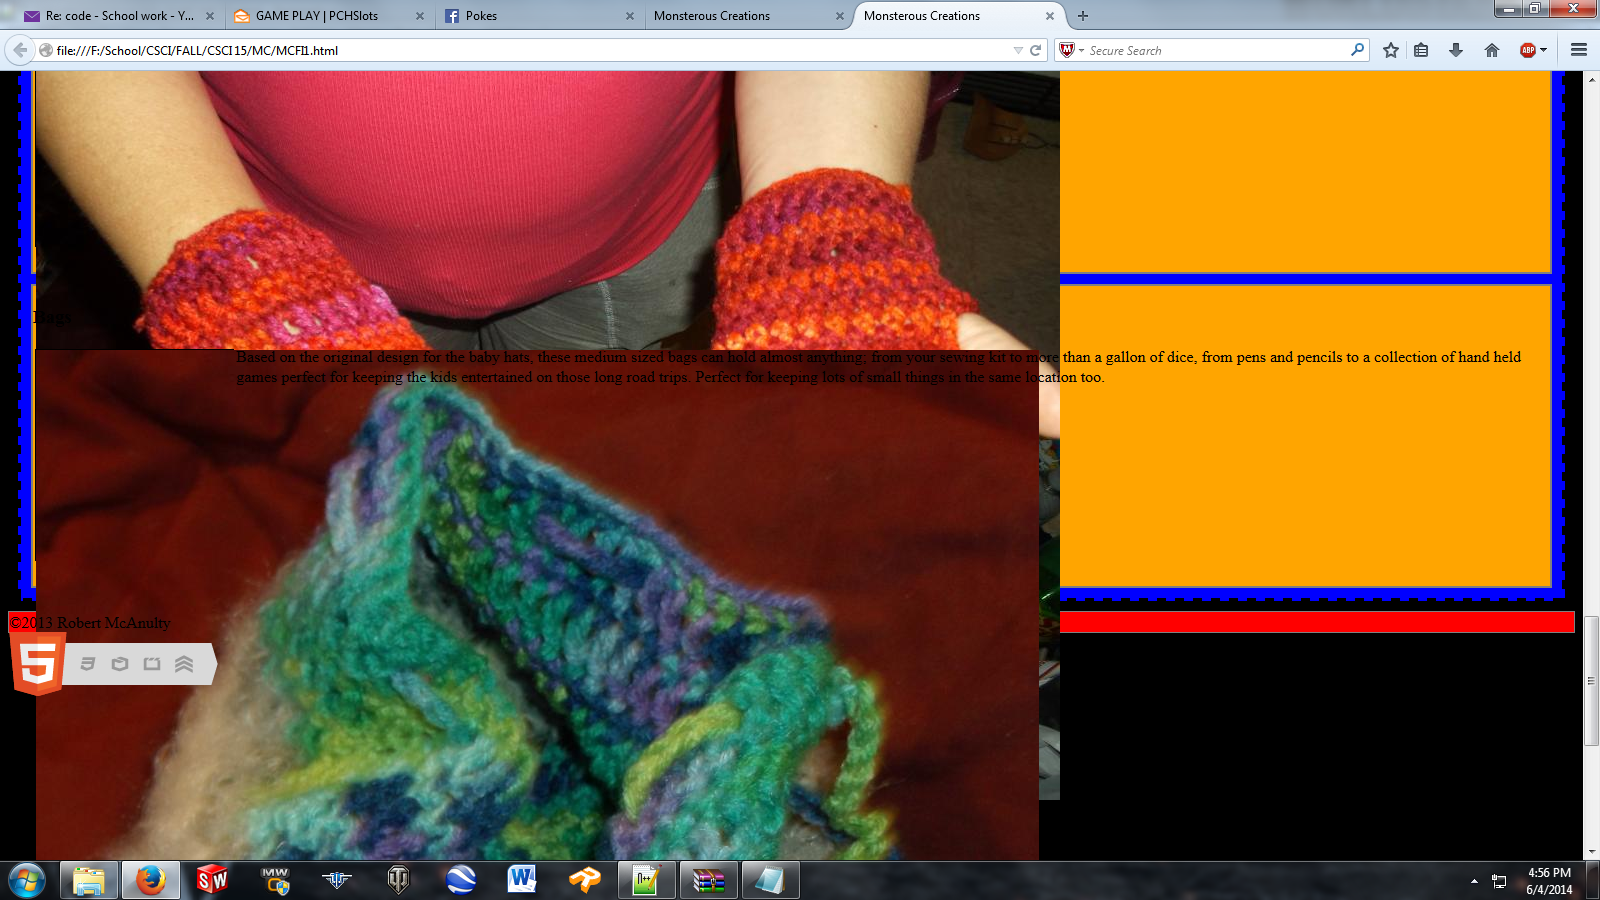 Re: code - School work - Y...
GAME PLAY | PCHSlots
Pokes
Monsterous Creations
Monsterous Creations
file:///F:/School/CSCI/FALL/CSCI15/MC/MCFI1.html
Secure Search
ABP
Bags
Based on the original design for the baby hats, these medium sized bags can hold almost anything; from your sewing kit to more than a gallon of dice, from pens and pencils to a collection of hand held
games perfect for keeping the kids entertained on those long road trips. Perfect for keeping lots of small things in the same location too.
©2013 Robert McAnulty
5
SW
MW
W
N++
4:56 PM
6/4/2014